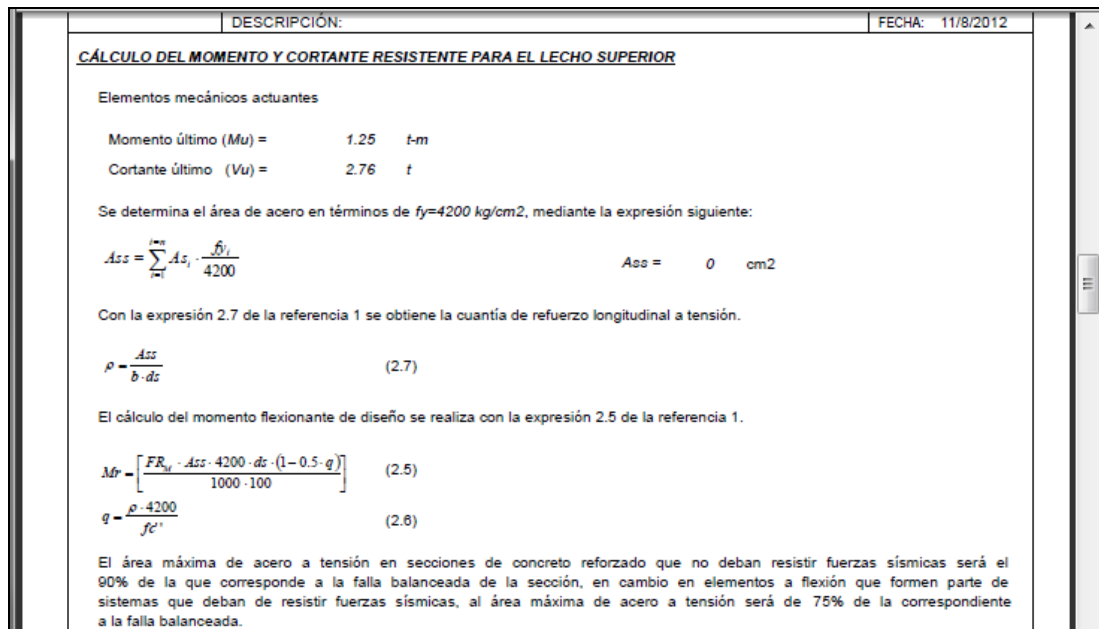 DESCRIPCIÓN: FECHA: 11/8/2012
CÁLCULO DEL MOMENTO Y CORTANTE RESISTENTE PARA EL LECHO SUPERIOR
Elementos mecánicos actuantes
Momento último (Mu) = 1.25 t-m
Cortante último (Vu) = 2.76 t
Se determina el área de acero en términos de fy=4200 kg/cm2, mediante la expresión siguiente:
Ass = ∑_{i=1}^{i=n} As_i · fy_i / 4200 Ass = 0 cm2
Con la expresión 2.7 de la referencia 1 se obtiene la cuantía de refuerzo longitudinal a tensión.
ρ = Ass / b · ds (2.7)
El cálculo del momento flexionante de diseño se realiza con la expresión 2.5 de la referencia 1.
Mr = [FR_M · Ass · 4200 · ds · (1 − 0.5 · q) / 1000 · 100] (2.5)
q = ρ · 4200 / fc'' (2.6)
El área máxima de acero a tensión en secciones de concreto reforzado que no deban resistir fuerzas sísmicas será el
90% de la que corresponde a la falla balanceada de la sección, en cambio en elementos a flexión que formen parte de
sistemas que deban de resistir fuerzas sísmicas, al área máxima de acero a tensión será de 75% de la correspondiente
a la falla balanceada.